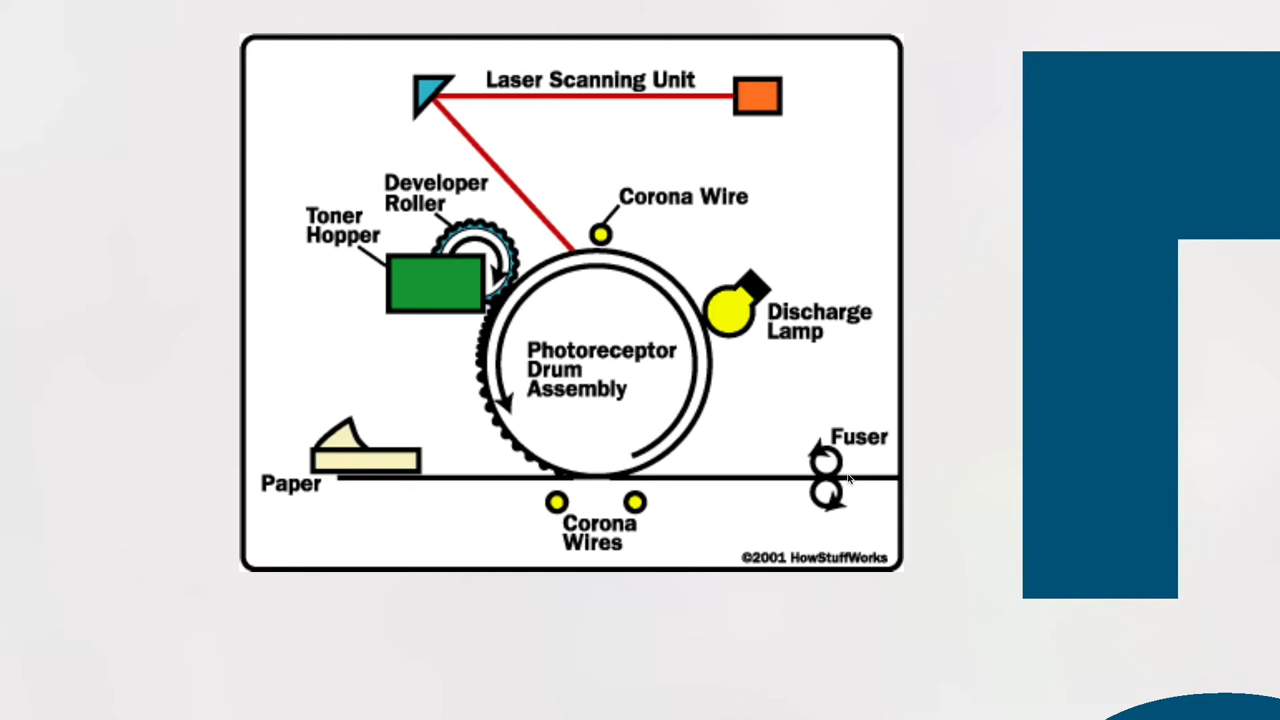 Laser Scanning Unit
Developer
Roller
Corona Wire
Toner
Hopper
Discharge
Lamp
Photoreceptor
Drum
Assembly
Fuser
Paper
Corona
Wires
©2001 HowStuffWorks